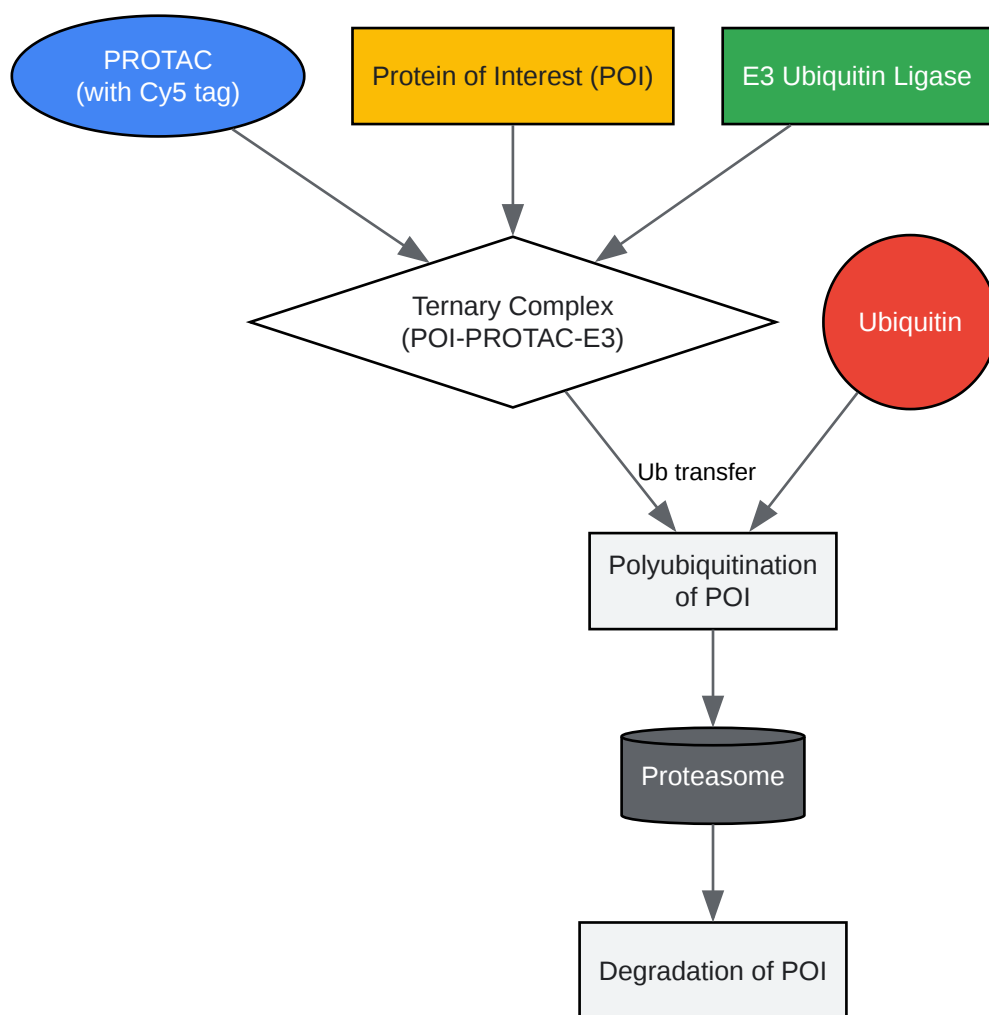 PROTAC
(with Cy5 tag)
Protein of Interest (POI)
E3 Ubiquitin Ligase
Ternary Complex
(POI-PROTAC-E3)
Ubiquitin
Ub transfer
Polyubiquitination
of POI
Proteasome
Degradation of POI